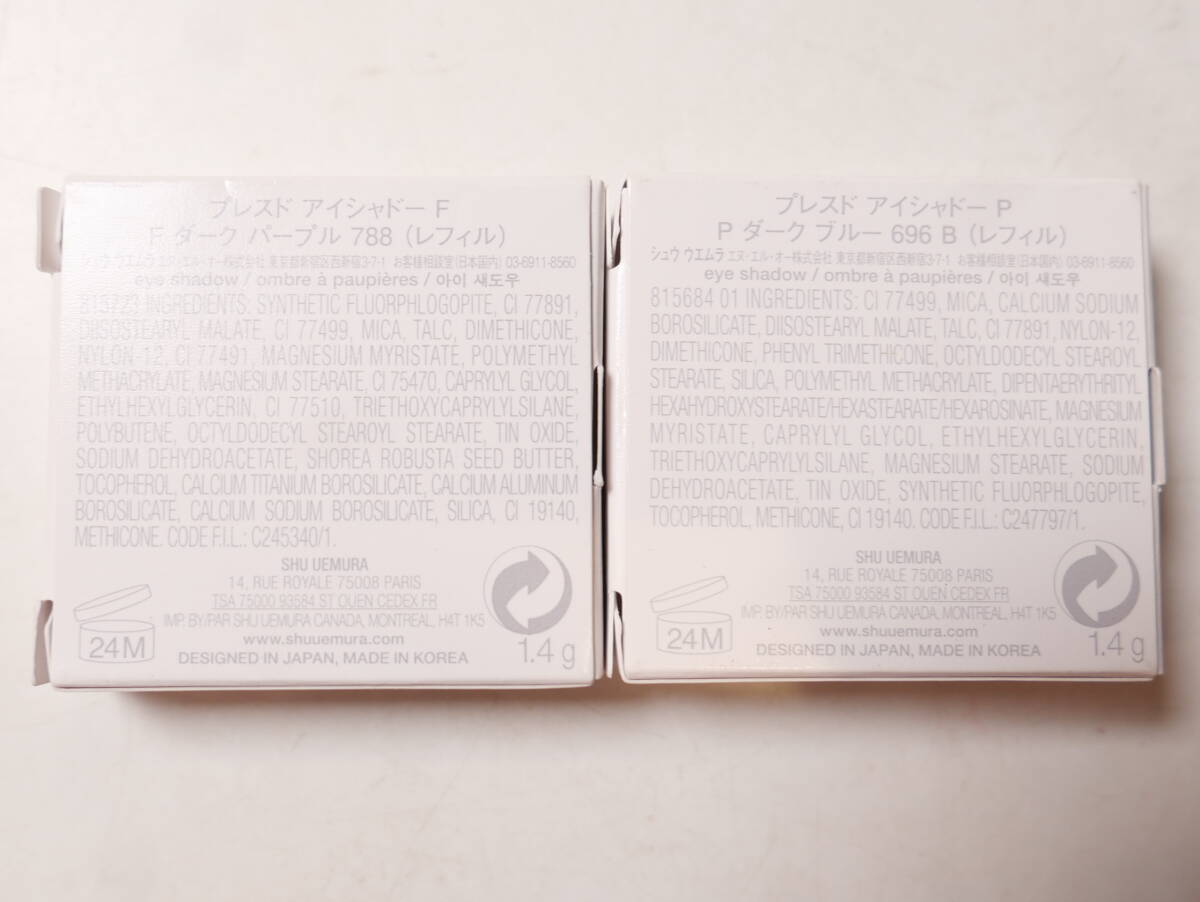 プレスド アイシャドー F
F ダーク パープル 788 (レフィル)
シュウ ウエムラ エヌ・エル・オー株式会社 東京都新宿区西新宿3-7-1 お客様相談室(日本国内) 03-6911-8560
eye shadow / ombre à paupières / 아이 새도우
INGREDIENTS: SYNTHETIC FLUORPHLOGOPITE, CI 77891,
DIISOSTEARYL MALATE, CI 77499, MICA, TALC, DIMETHICONE,
NYLON-12, CI 77491, MAGNESIUM MYRISTATE, POLYMETHYL
METHACRYLATE, MAGNESIUM STEARATE, CI 75470, CAPRYLYL GLYCOL,
ETHYLHEXYLGLYCERIN, CI 77510, TRIETHOXYCAPRYLYLSILANE,
POLYBUTENE, OCTYLDODECYL STEAROYL STEARATE, TIN OXIDE,
SODIUM DEHYDROACETATE, SHOREA ROBUSTA SEED BUTTER,
TOCOPHEROL, CALCIUM TITANIUM BOROSILICATE, CALCIUM ALUMINUM
BOROSILICATE, CALCIUM SODIUM BOROSILICATE, SILICA, CI 19140,
METHICONE. CODE F.I.L.: C245340/1.
SHU UEMURA
14, RUE ROYALE 75008 PARIS
TSA 75000 93584 ST OUEN CEDEX FR
IMP. BY/PAR SHU UEMURA CANADA, MONTREAL, H4T 1K5
www.shuuemura.com
DESIGNED IN JAPAN, MADE IN KOREA
24M
1.4 g
プレスド アイシャドー P
P ダーク ブルー 696 B (レフィル)
シュウ ウエムラ エヌ・エル・オー株式会社 東京都新宿区西新宿3-7-1 お客様相談室(日本国内) 03-6911-8560
eye shadow / ombre à paupières / 아이 새도우
815684 01 INGREDIENTS: CI 77499, MICA, CALCIUM SODIUM
BOROSILICATE, DIISOSTEARYL MALATE, TALC, CI 77891, NYLON-12,
DIMETHICONE, PHENYL TRIMETHICONE, OCTYLDODECYL STEAROYL
STEARATE, SILICA, POLYMETHYL METHACRYLATE, DIPENTAERYTHRITYL
HEXAHYDROXYSTEARATE/HEXASTEARATE/HEXAROSINATE, MAGNESIUM
MYRISTATE, CAPRYLYL GLYCOL, ETHYLHEXYLGLYCERIN,
TRIETHOXYCAPRYLYLSILANE, MAGNESIUM STEARATE, SODIUM
DEHYDROACETATE, TIN OXIDE, SYNTHETIC FLUORPHLOGOPITE,
TOCOPHEROL, METHICONE, CI 19140. CODE F.I.L.: C247797/1.
SHU UEMURA
14, RUE ROYALE 75008 PARIS
TSA 75000 93584 ST OUEN CEDEX FR
IMP. BY/PAR SHU UEMURA CANADA, MONTREAL, H4T 1K5
www.shuuemura.com
DESIGNED IN JAPAN, MADE IN KOREA
24M
1.4 g